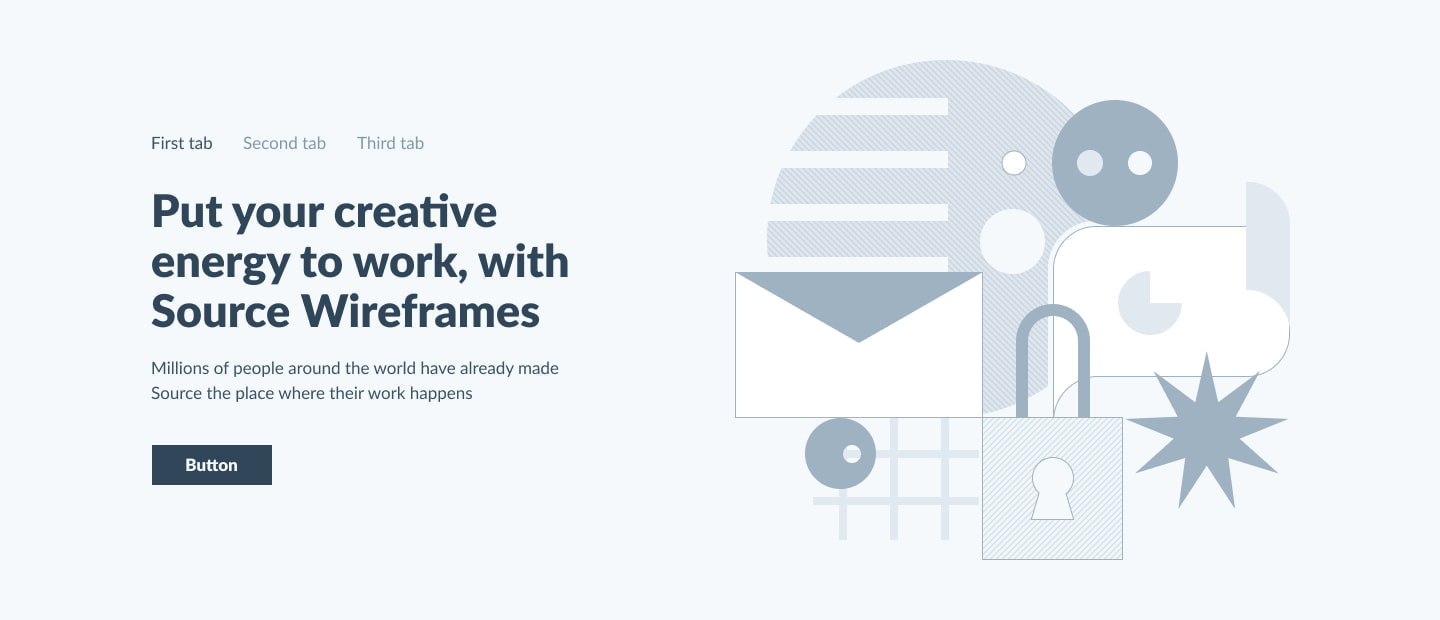 First tab
Second tab
Third tab
Put your creative
energy to work, with
Source Wireframes
Millions of people around the world have already made
Source the place where their work happens
Button